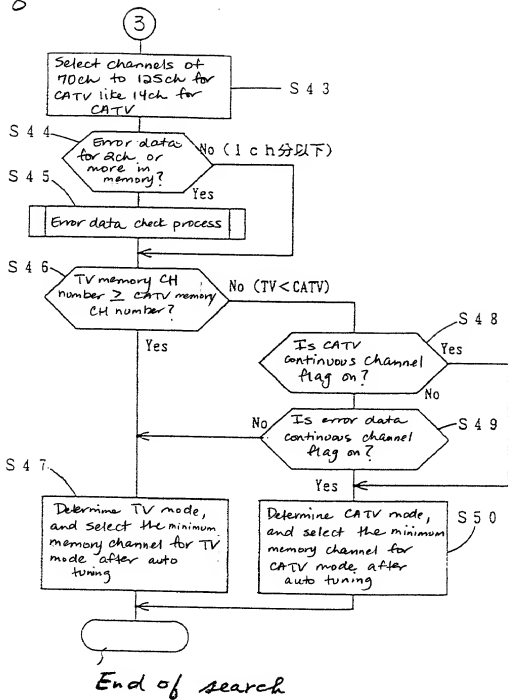 3
Select channels of
70ch to 125ch for
CATV like 14ch for
CATV
S 4 3
S 4 4
Error data
for 2ch or
more in
memory?
No (1ch分以下)
Yes
S 4 5
Error data check process
S 4 6
TV memory CH
number ≥ CATV memory
CH number?
No (TV<CATV)
Yes
S 4 8
Is CATV
continuous channel
flag on?
Yes
No
S 4 9
Is error data
continuous channel
flag on?
No
Yes
S 4 7
Determine TV mode,
and select the minimum
memory channel for TV
mode after auto
tuning
S 5 0
Determine CATV mode,
and select the minimum
memory channel for
CATV mode after
auto tuning
End of search